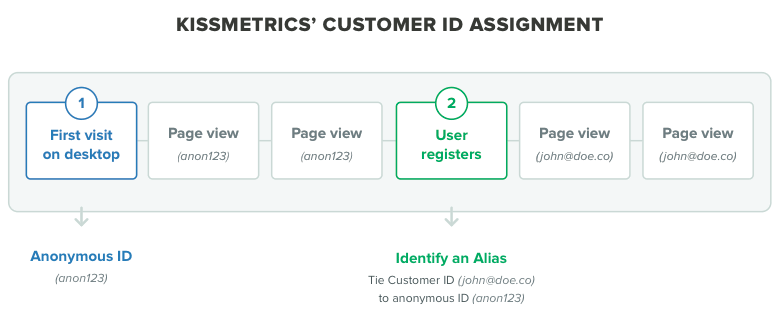 KISSMETRICS’ CUSTOMER ID ASSIGNMENT
1
First visit
on desktop
Page view
(anon123)
Page view
(anon123)
2
User
registers
Page view
(john@doe.co)
Page view
(john@doe.co)
Anonymous ID
(anon123)
Identify an Alias
Tie Customer ID (john@doe.co)
to anonymous ID (anon123)